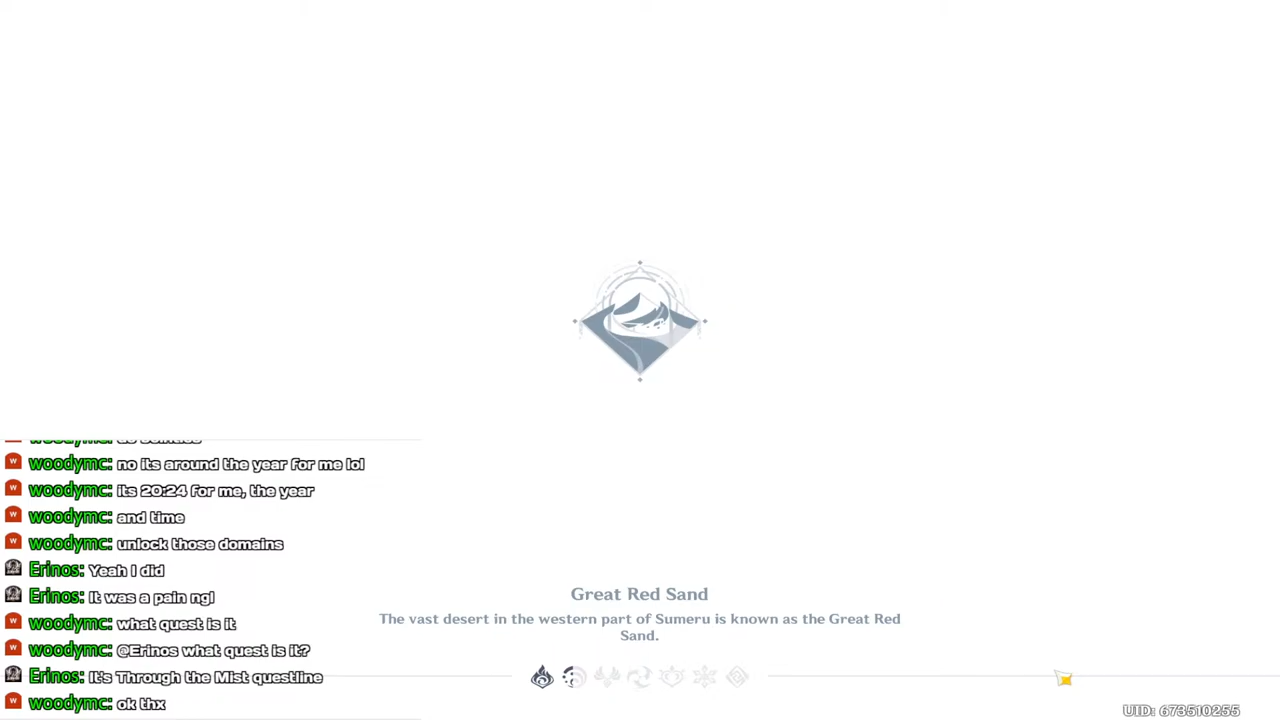 woodymc:
woodymc: no its around the year for me lol
woodymc: its 20:24 for me, the year
woodymc: and time
woodymc: unlock those domains
Erinos: Yeah I did
Erinos: It was a pain ngl
woodymc: what quest is it
woodymc: @Erinos what quest is it?
Erinos: It's Through the Mist questline
woodymc: ok thx
Great Red Sand
The vast desert in the western part of Sumeru is known as the Great Red
Sand.
UID: 673510255